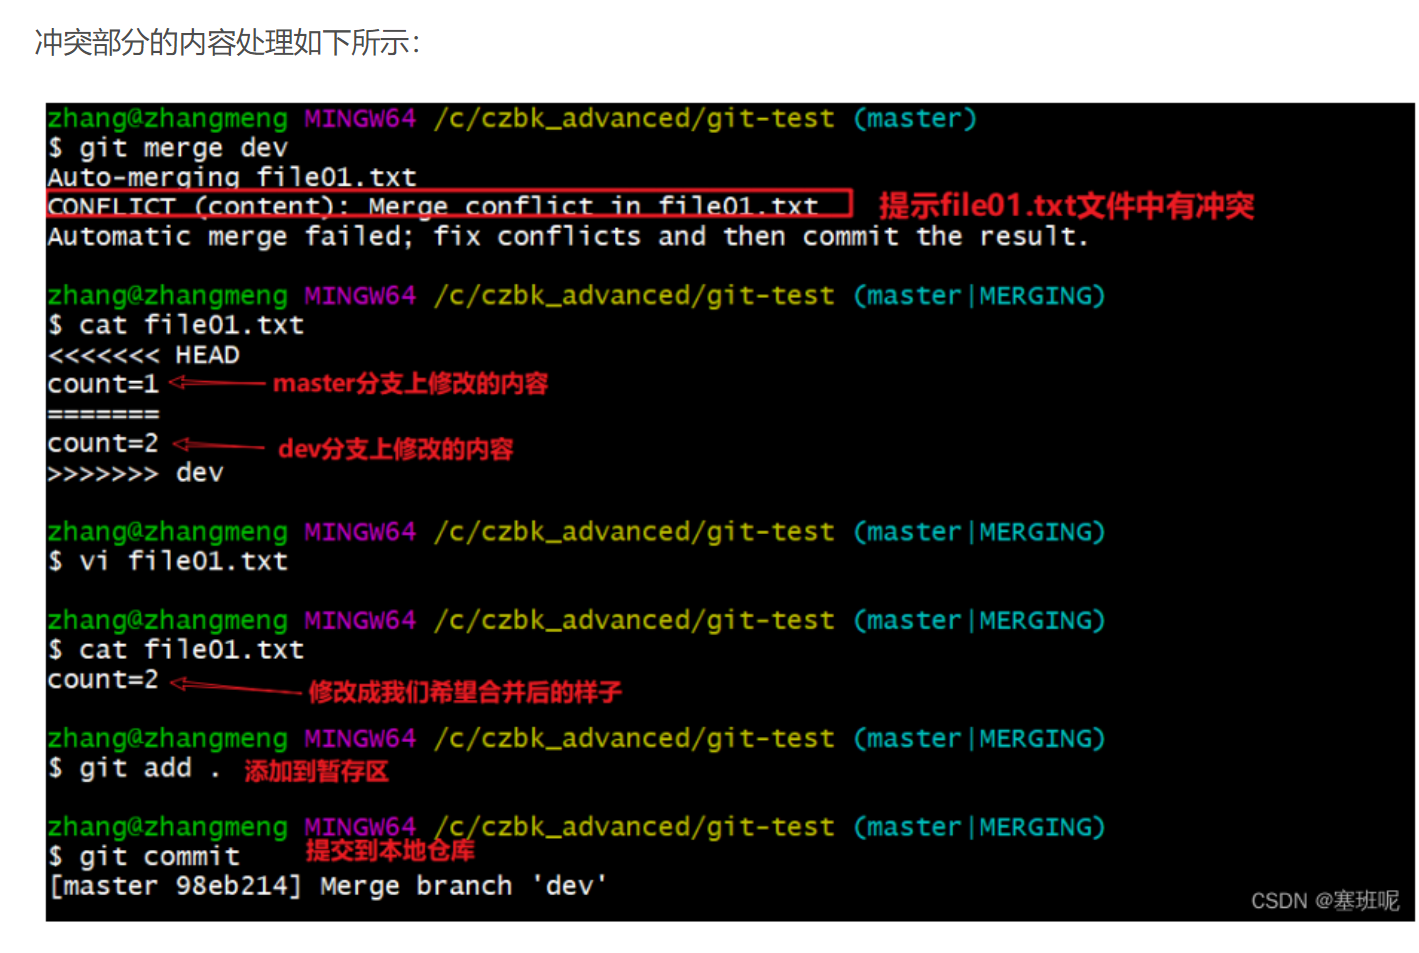 冲突部分的内容处理如下所示：
zhang@zhangmeng MINGW64 /c/czbk_advanced/git-test (master)
$ git merge dev
Auto-merging file01.txt
CONFLICT (content): Merge conflict in file01.txt 提示file01.txt文件中有冲突
Automatic merge failed; fix conflicts and then commit the result.
zhang@zhangmeng MINGW64 /c/czbk_advanced/git-test (master|MERGING)
$ cat file01.txt
<<<<<<< HEAD
count=1 master分支上修改的内容
=======
count=2 dev分支上修改的内容
>>>>>>> dev
zhang@zhangmeng MINGW64 /c/czbk_advanced/git-test (master|MERGING)
$ vi file01.txt
zhang@zhangmeng MINGW64 /c/czbk_advanced/git-test (master|MERGING)
$ cat file01.txt
count=2 修改成我们希望合并后的样子
zhang@zhangmeng MINGW64 /c/czbk_advanced/git-test (master|MERGING)
$ git add . 添加到暂存区
zhang@zhangmeng MINGW64 /c/czbk_advanced/git-test (master|MERGING)
$ git commit 提交到本地仓库
[master 98eb214] Merge branch 'dev'
CSDN @塞班呢